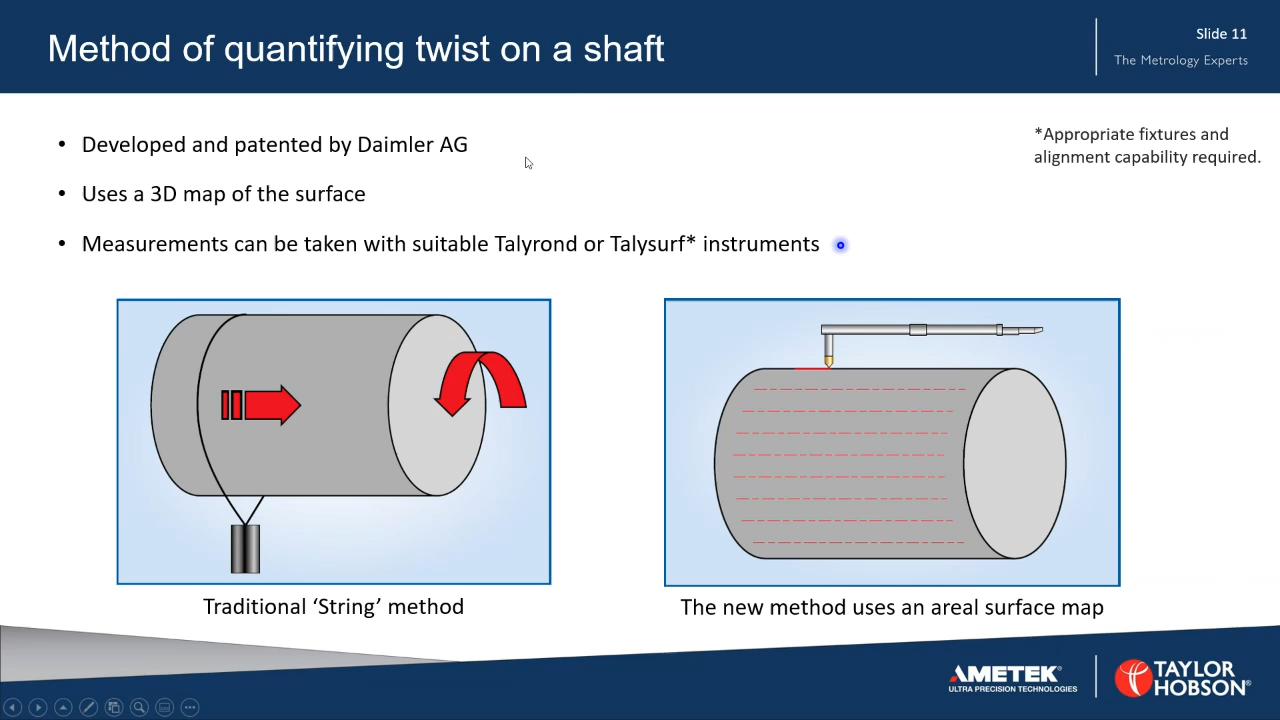 Method of quantifying twist on a shaft
Slide 11
The Metrology Experts
• Developed and patented by Daimler AG
• Uses a 3D map of the surface
• Measurements can be taken with suitable Talyrond or Talysurf* instruments
*Appropriate fixtures and
alignment capability required.
Traditional ‘String’ method
The new method uses an areal surface map
AMETEK®
ULTRA PRECISION TECHNOLOGIES
TAYLOR
HOBSON®